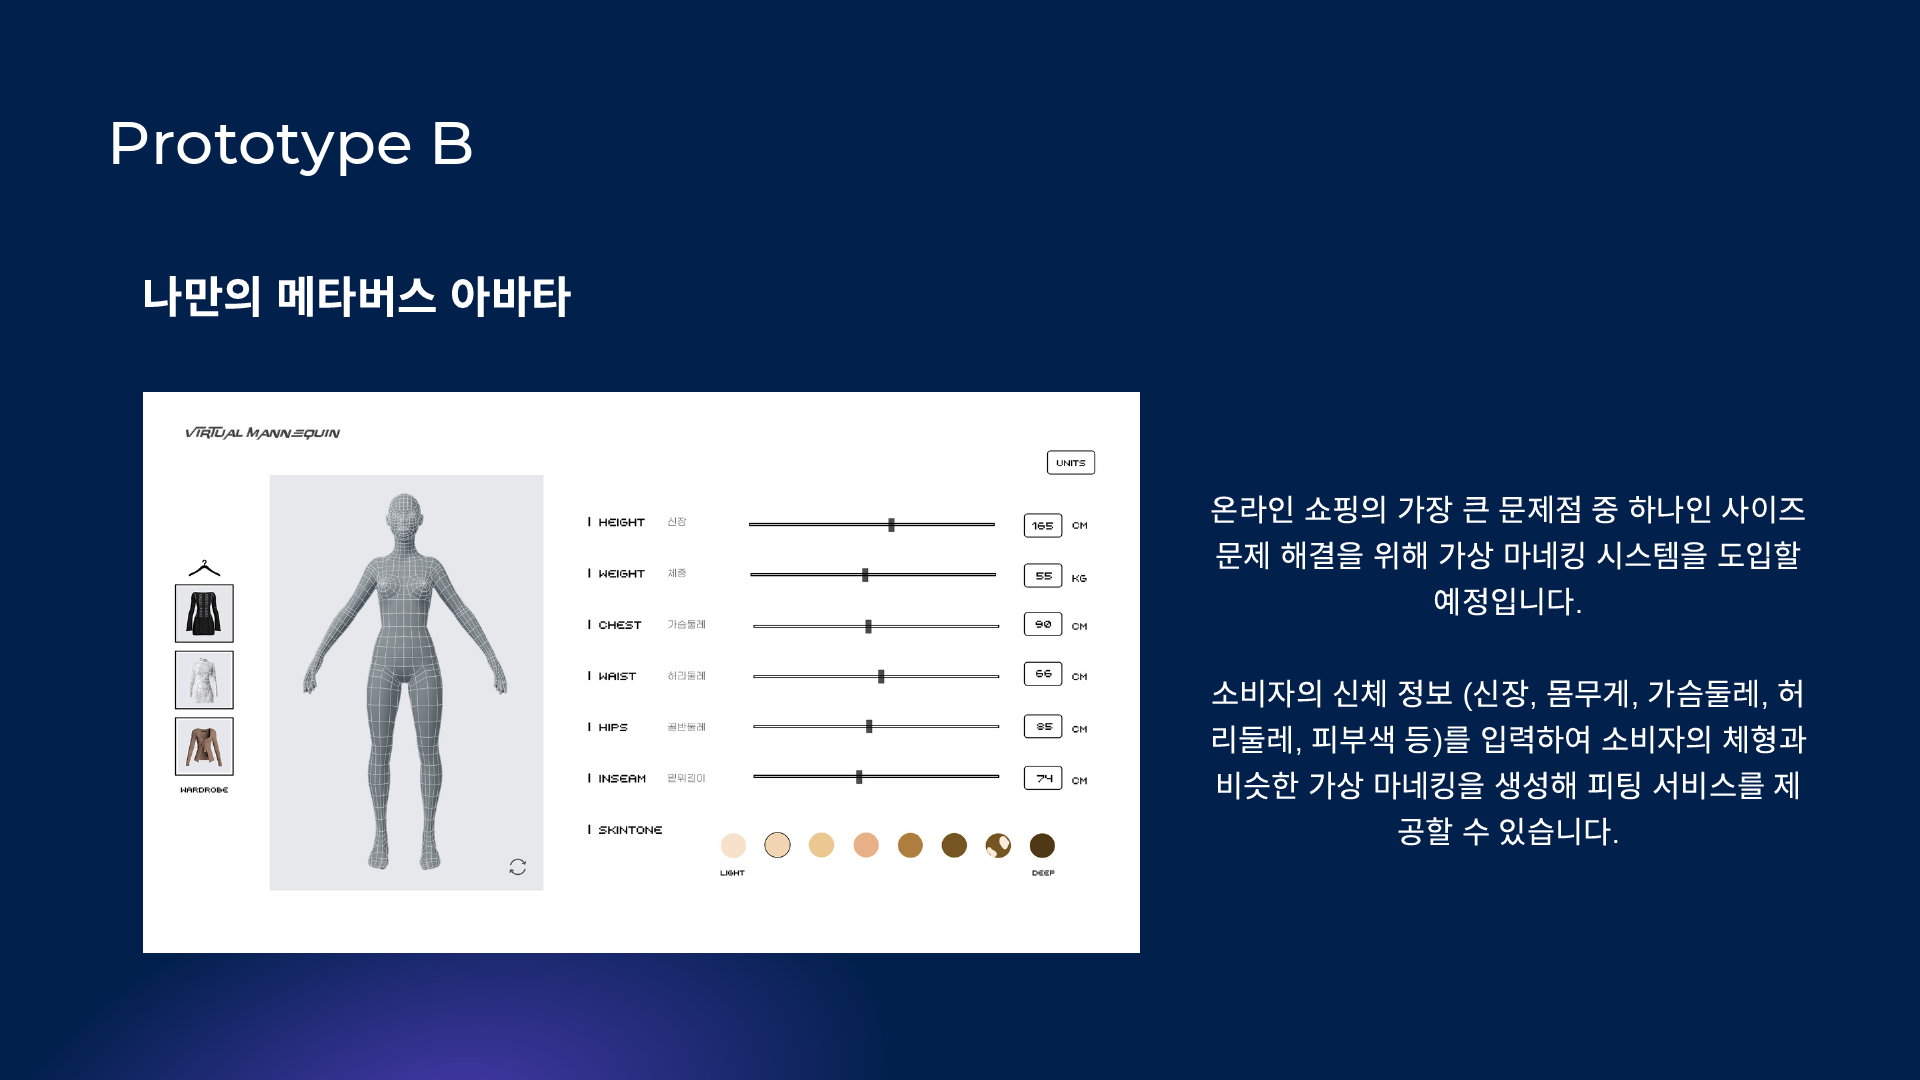 Prototype B
나만의 메타버스 아바타
VIRTUAL MANNEQUIN
UNITS
HEIGHT 신장 165 CM
WEIGHT 체중 55 KG
CHEST 가슴둘레 90 CM
WAIST 허리둘레 66 CM
HIPS 골반둘레 85 CM
INSEAM 밑위길이 74 CM
SKINTONE
LIGHT DEEP
WARDROBE
온라인 쇼핑의 가장 큰 문제점 중 하나인 사이즈
문제 해결을 위해 가상 마네킹 시스템을 도입할
예정입니다.
소비자의 신체 정보 (신장, 몸무게, 가슴둘레, 허
리둘레, 피부색 등)를 입력하여 소비자의 체형과
비슷한 가상 마네킹을 생성해 피팅 서비스를 제
공할 수 있습니다.